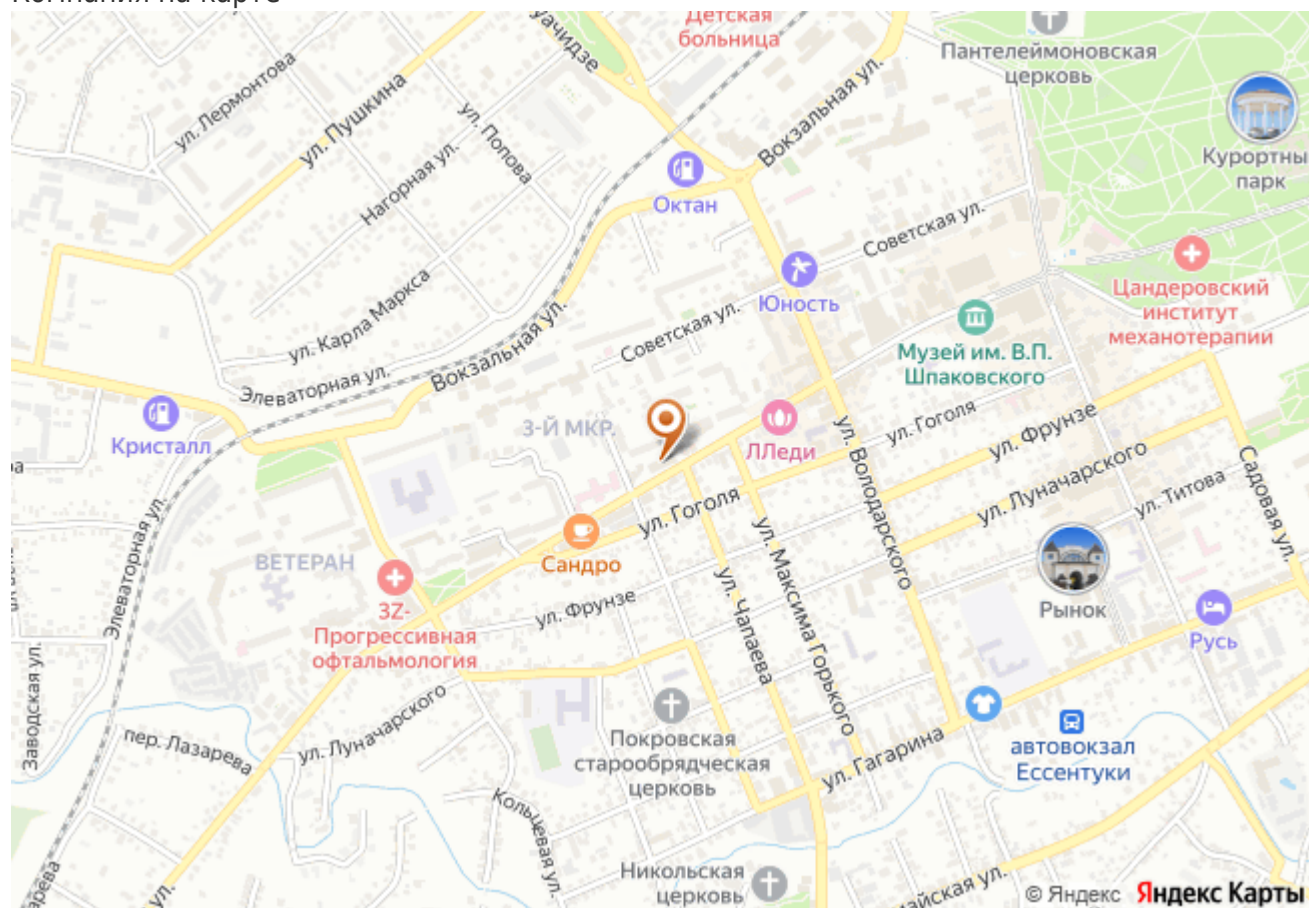 Компания на карте
Детская
больница
Пантелеймоновская
церковь
ул. Лермонтова
ул. Пушкина
ул. Попова
Нагорная ул.
Вокзальная ул.
Курортный
парк
Октан
Советская ул.
Юность
Цандеровский
институт
механотерапии
ул. Карла Маркса
Советская ул.
Музей им. В.П.
Шпаковского
Элеваторная ул.
Вокзальная ул.
Кристалл
3-Й МКР.
ЛЛеди
ул. Гоголя
ул. Фрунзе
ул. Володарского
ул. Луначарского
Садовая ул.
ул. Титова
ул. Гоголя
Элеваторная ул.
ВЕТЕРАН
Сандро
3Z-
Прогрессивная
офтальмология
ул. Фрунзе
ул. Чапаева
ул. Максима Горького
Рынок
Русь
Заводская ул.
пер. Лазарева
ул. Луначарского
Покровская
старообрядческая
церковь
ул. Гагарина
автовокзал
Ессентуки
Кольцевая ул.
Никольская
церковь
© Яндекс Яндекс Карты